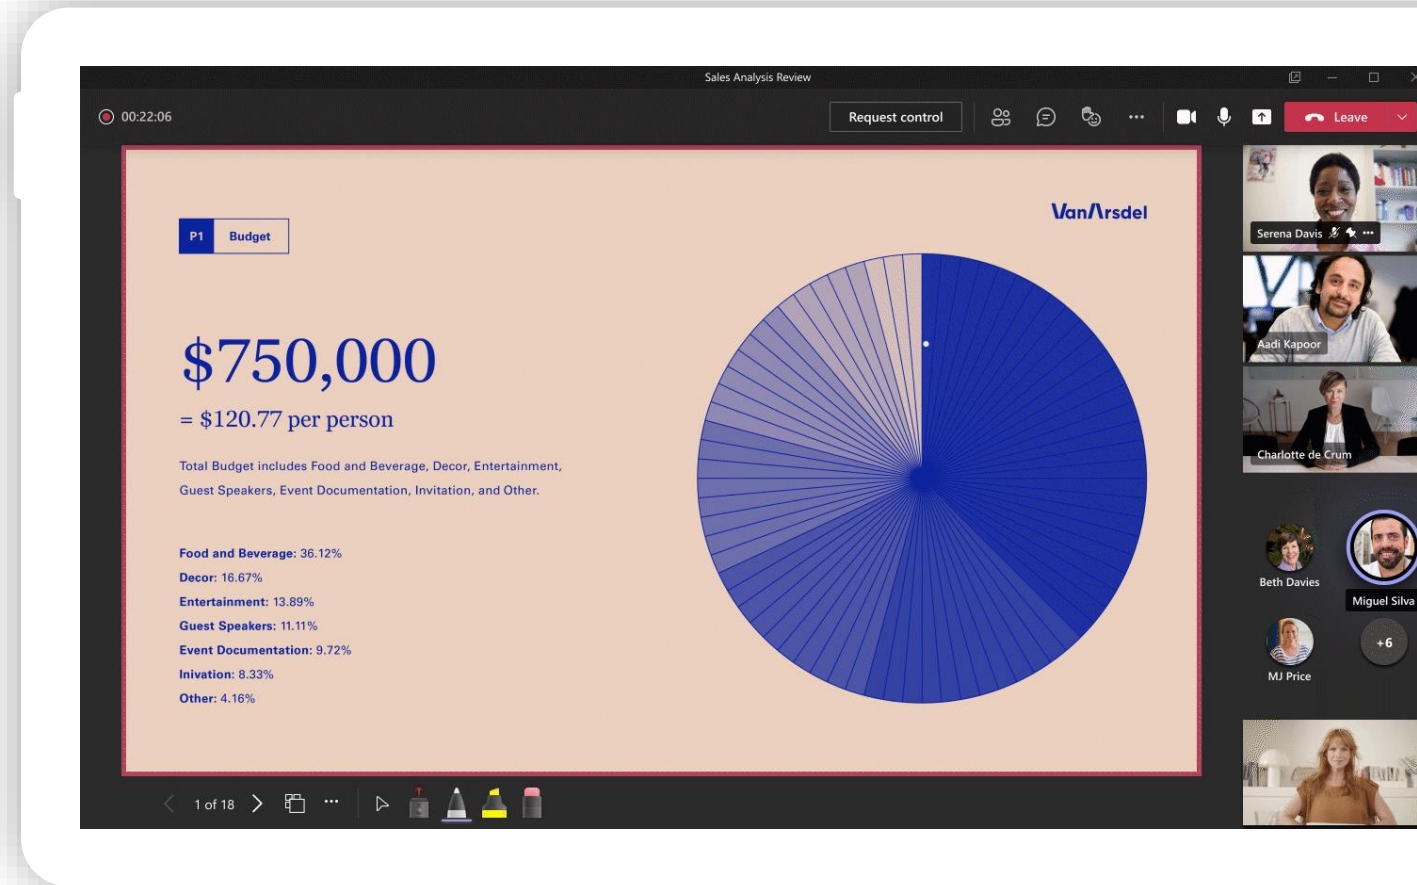 Sales Analysis Review
00:22:06
Request control
Leave
P1 Budget
VanArsdel
$750,000
= $120.77 per person
Total Budget includes Food and Beverage, Decor, Entertainment,
Guest Speakers, Event Documentation, Invitation, and Other.
Food and Beverage: 36.12%
Decor: 16.67%
Entertainment: 13.89%
Guest Speakers: 11.11%
Event Documentation: 9.72%
Inivation: 8.33%
Other: 4.16%
Serena Davis
Aadi Kapoor
Charlotte de Crum
Beth Davies
Miguel Silva
MJ Price
+6
1 of 18